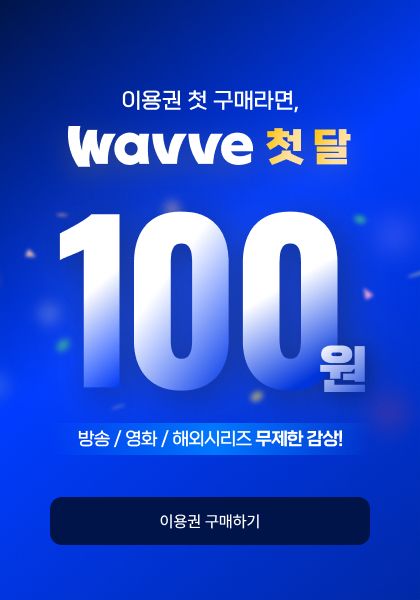 이용권 첫 구매라면,
Wavve 첫 달
100원
방송 / 영화 / 해외시리즈 무제한 감상!
이용권 구매하기